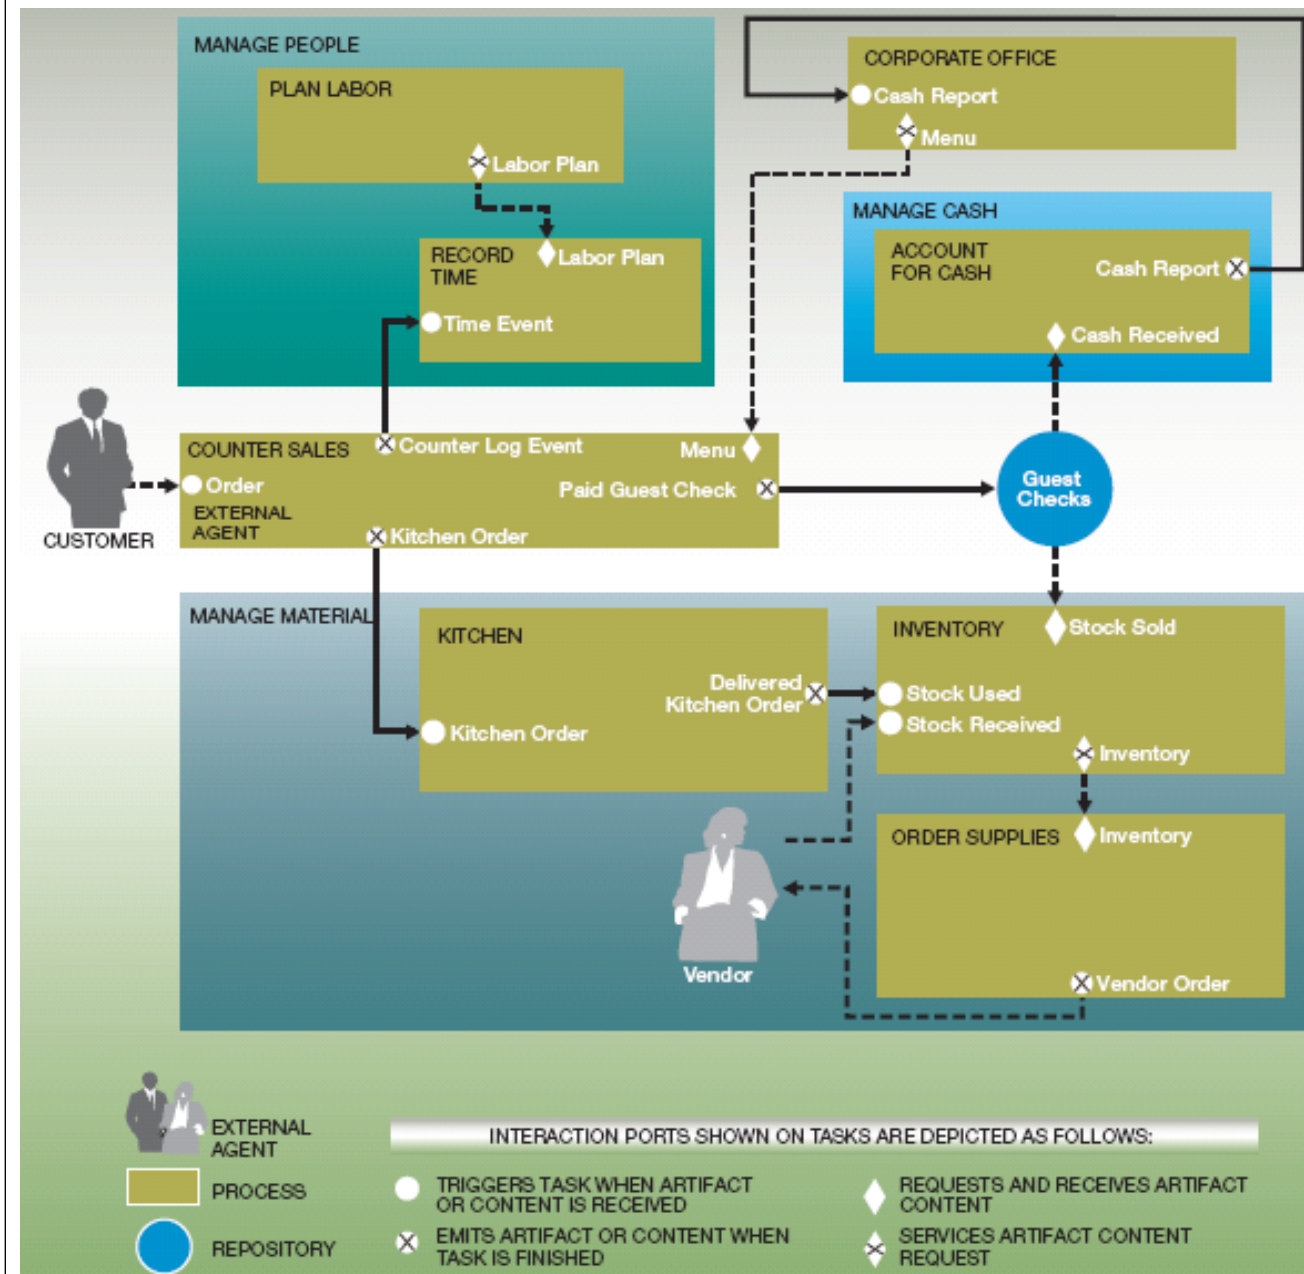 MANAGE PEOPLE
PLAN LABOR
Labor Plan
RECORD
TIME
Labor Plan
Time Event
CORPORATE OFFICE
Cash Report
Menu
MANAGE CASH
ACCOUNT
FOR CASH
Cash Report
Cash Received
CUSTOMER
COUNTER SALES
Counter Log Event
Menu
Order
Paid Guest Check
EXTERNAL
AGENT
Kitchen Order
Guest
Checks
MANAGE MATERIAL
KITCHEN
Delivered
Kitchen Order
Kitchen Order
INVENTORY
Stock Sold
Stock Used
Stock Received
Inventory
ORDER SUPPLIES
Inventory
Vendor Order
Vendor
EXTERNAL
AGENT
PROCESS
REPOSITORY
INTERACTION PORTS SHOWN ON TASKS ARE DEPICTED AS FOLLOWS:
TRIGGERS TASK WHEN ARTIFACT
OR CONTENT IS RECEIVED
EMITS ARTIFACT OR CONTENT WHEN
TASK IS FINISHED
REQUESTS AND RECEIVES ARTIFACT
CONTENT
SERVICES ARTIFACT CONTENT
REQUEST